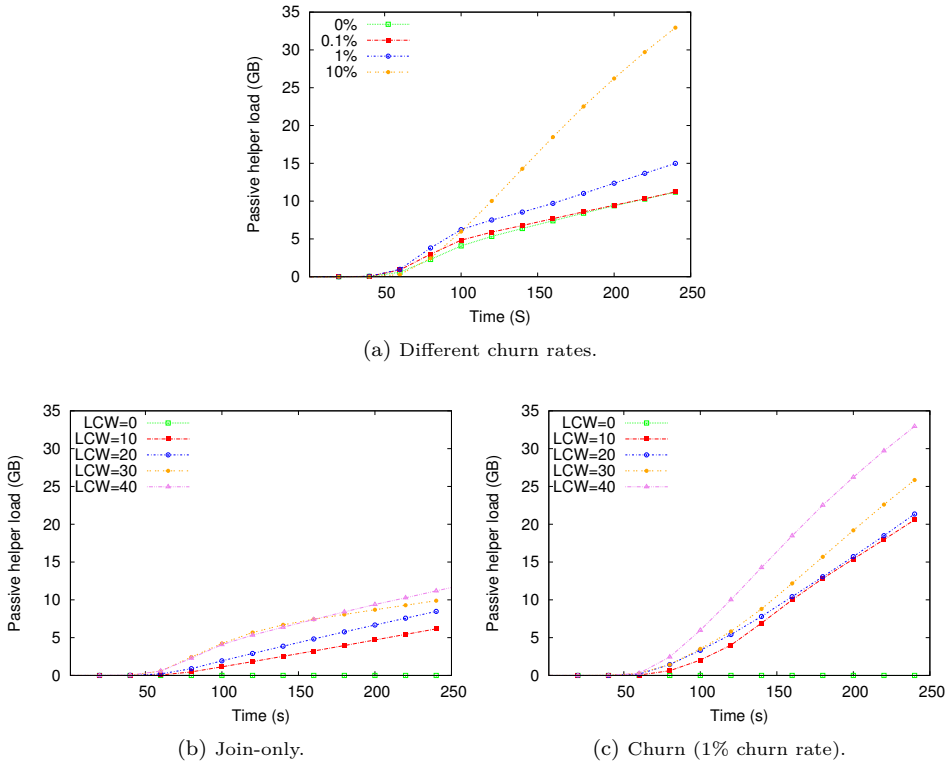 35
30
25
20
15
10
5
0
Passive helper load (GB)
0%
0.1%
1%
10%
50
100
150
200
250
Time (S)
(a) Different churn rates.
35
30
25
20
15
10
5
0
Passive helper load (GB)
LCW=0
LCW=10
LCW=20
LCW=30
LCW=40
50
100
150
200
250
Time (s)
(b) Join-only.
35
30
25
20
15
10
5
0
Passive helper load (GB)
LCW=0
LCW=10
LCW=20
LCW=30
LCW=40
50
100
150
200
250
Time (s)
(c) Churn (1% churn rate).